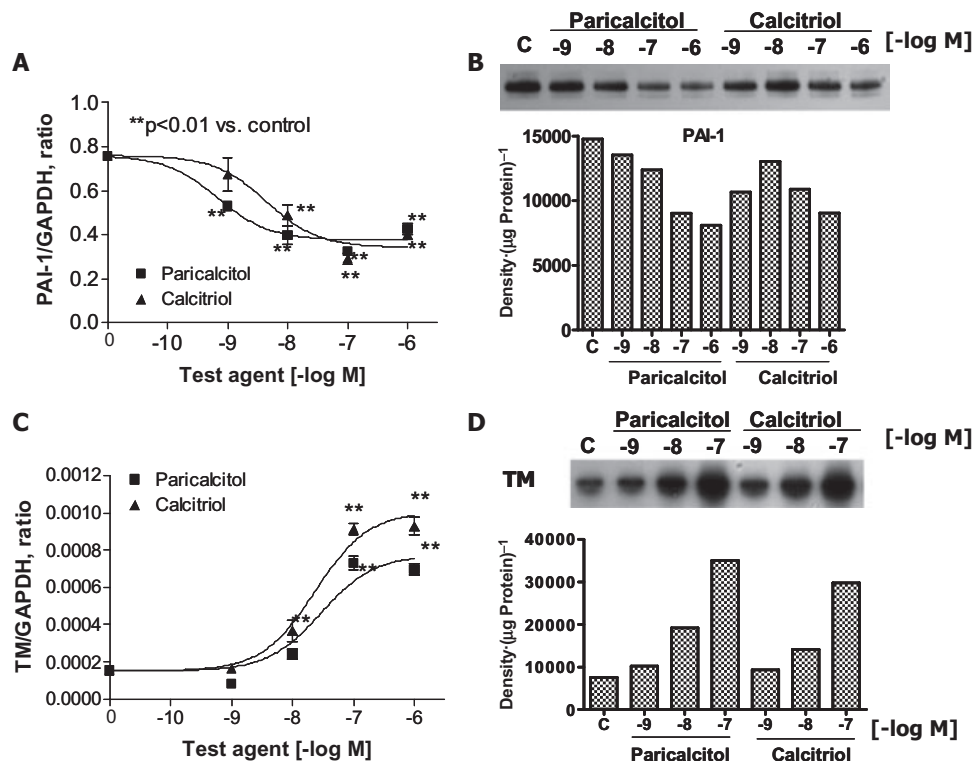 A
**p<0.01 vs. control
PAI-1/GAPDH, ratio
1.0
0.8
0.6
0.4
0.2
0.0
** ** ** ** ** ** **
Paricalcitol
Calcitriol
0 -10 -9 -8 -7 -6
Test agent [-log M]
B
Paricalcitol Calcitriol
C -9 -8 -7 -6 -9 -8 -7 -6 [-log M]
PAI-1
Density·(μg Protein)⁻¹
15000
10000
5000
0
C -9 -8 -7 -6 -9 -8 -7 -6
Paricalcitol Calcitriol
C
Paricalcitol
Calcitriol
TM/GAPDH, ratio
0.0012
0.0010
0.0008
0.0006
0.0004
0.0002
0.0000
** ** ** ** **
0 -10 -9 -8 -7 -6
Test agent [-log M]
D
Paricalcitol Calcitriol
C -9 -8 -7 -9 -8 -7 [-log M]
TM
Density·(μg Protein)⁻¹
40000
30000
20000
10000
0
C -9 -8 -7 -9 -8 -7 [-log M]
Paricalcitol Calcitriol